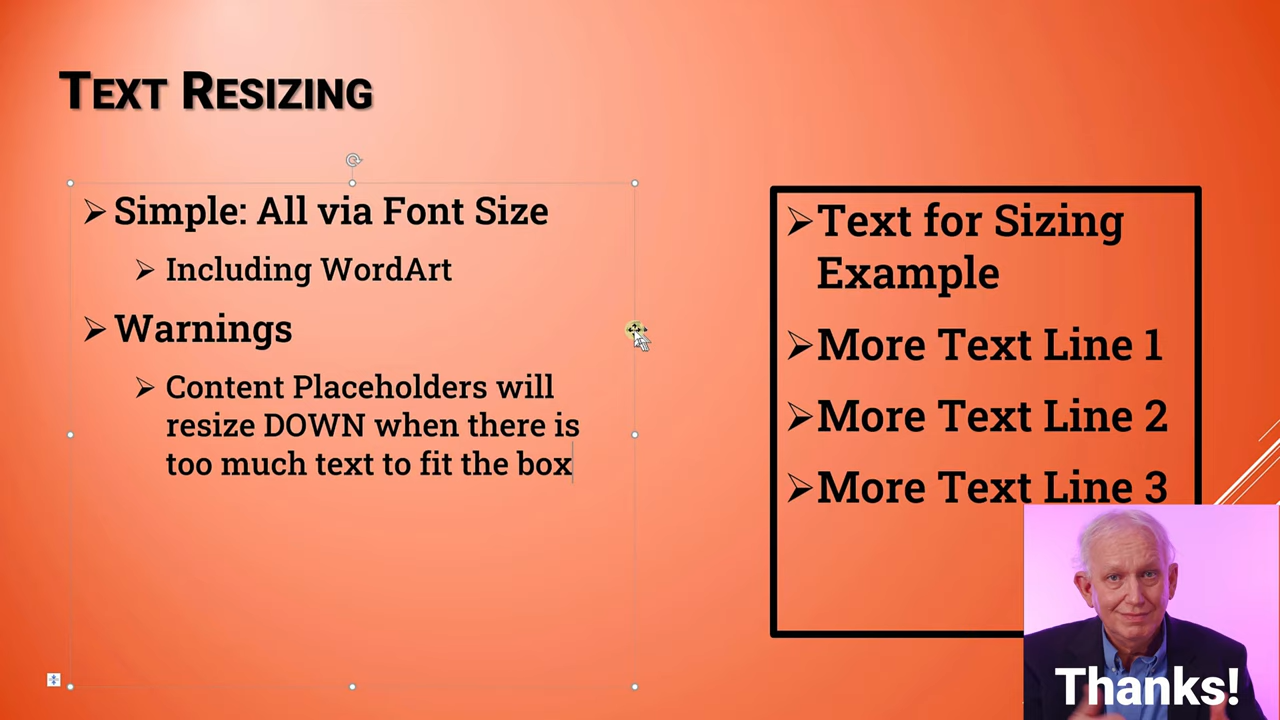 TEXT RESIZING
Simple: All via Font Size
Including WordArt
Warnings
Content Placeholders will
resize DOWN when there is
too much text to fit the box
Text for Sizing
Example
More Text Line 1
More Text Line 2
More Text Line 3
Thanks!